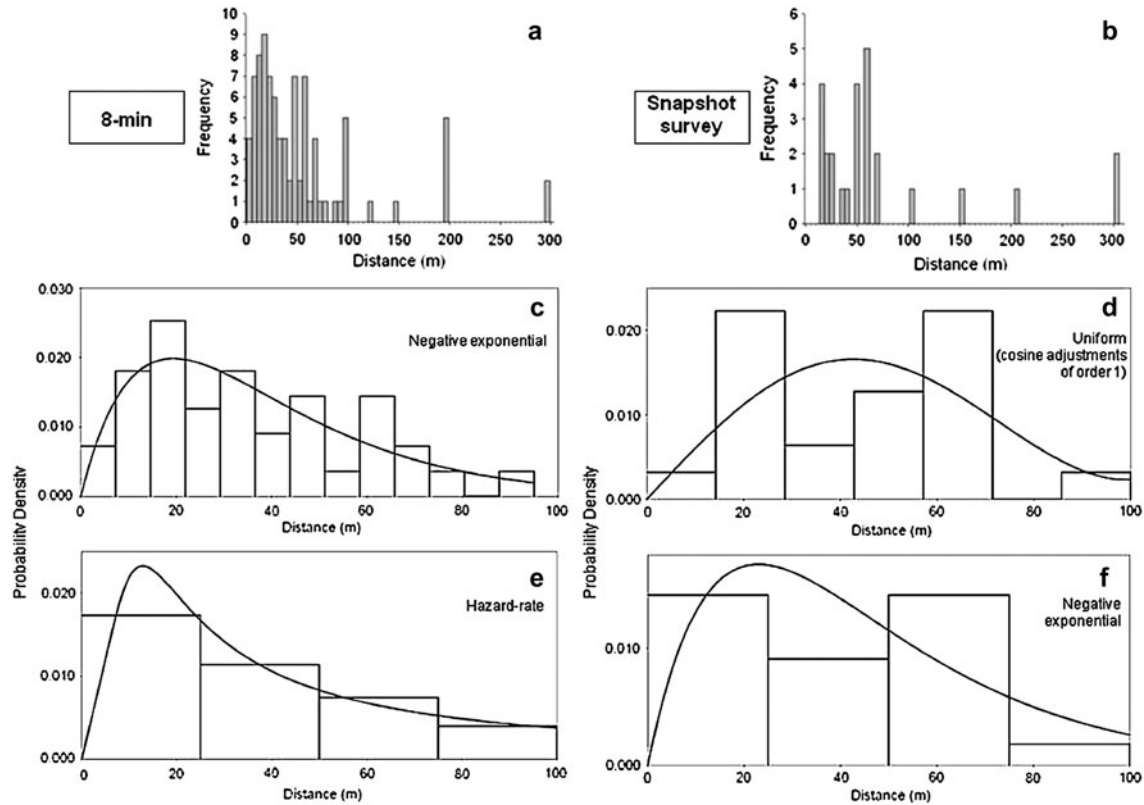 a
8-min
Frequency
10
9
8
7
6
5
4
3
2
1
0
0 50 100 150 200 250 300
Distance (m)
b
Snapshot
survey
Frequency
6
5
4
3
2
1
0
0 50 100 150 200 250 300
Distance (m)
Probability Density
c
Negative exponential
0.030
0.020
0.010
0.000
0 20 40 60 80 100
Distance (m)
Probability Density
d
Uniform
(cosine adjustments
of order 1)
0.020
0.010
0.000
0 20 40 60 80 100
Distance (m)
e
Hazard-rate
0.020
0.010
0.000
0 20 40 60 80 100
Distance (m)
f
Negative
exponential
0.010
0.000
0 20 40 60 80 100
Distance (m)